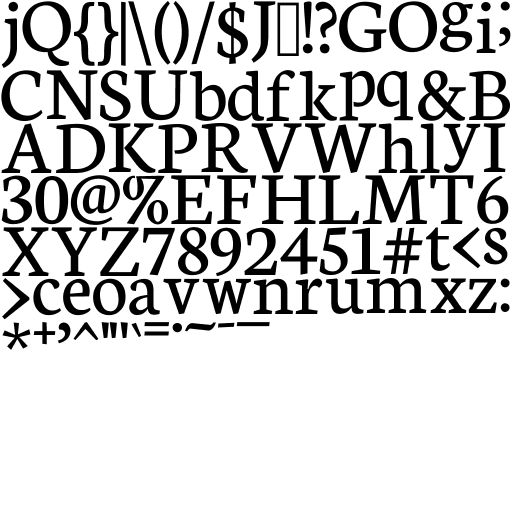 jQ{}|\()/$J▯!?GOgi;
CNSUbdfkpq&B
ADKPRVWhlyI
30@%EFHLMT6
XYZ7892451#t<s
>ceoavwnrumxz:
*+,^"'=.~-_